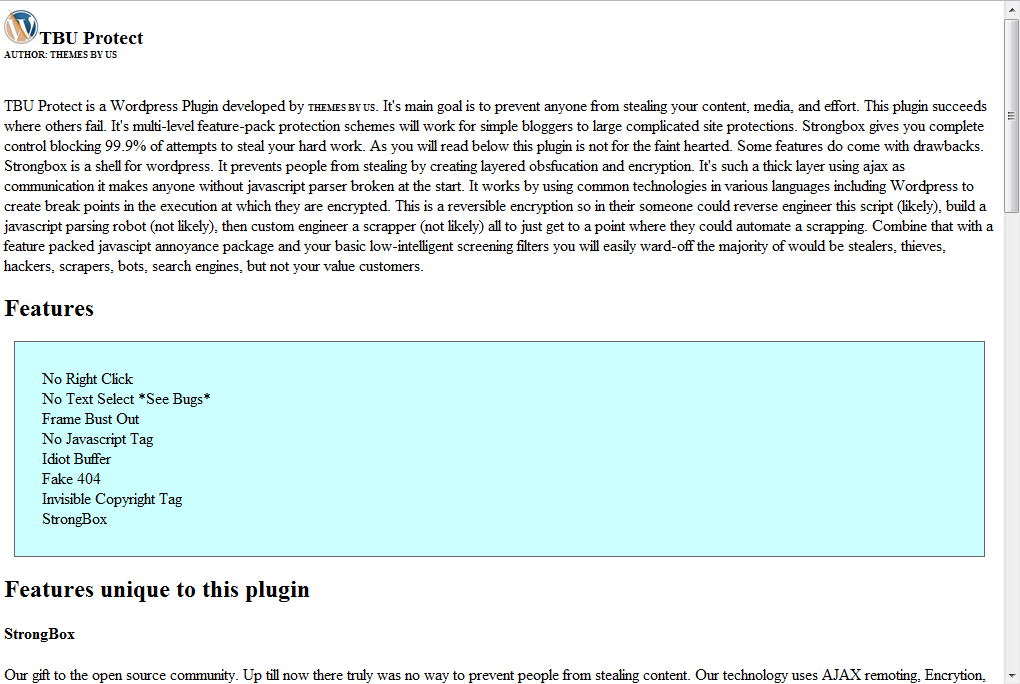 TBU Protect
AUTHOR: THEMES BY US
TBU Protect is a Wordpress Plugin developed by THEMES BY US. It's main goal is to prevent anyone from stealing your content, media, and effort. This plugin succeeds
where others fail. It's multi-level feature-pack protection schemes will work for simple bloggers to large complicated site protections. Strongbox gives you complete
control blocking 99.9% of attempts to steal your hard work. As you will read below this plugin is not for the faint hearted. Some features do come with drawbacks.
Strongbox is a shell for wordpress. It prevents people from stealing by creating layered obsfucation and encryption. It's such a thick layer using ajax as
communication it makes anyone without javascript parser broken at the start. It works by using common technologies in various languages including Wordpress to
create break points in the execution at which they are encrypted. This is a reversible encryption so in their someone could reverse engineer this script (likely), build a
javascript parsing robot (not likely), then custom engineer a scrapper (not likely) all to just get to a point where they could automate a scrapping. Combine that with a
feature packed javascipt annoyance package and your basic low-intelligent screening filters you will easily ward-off the majority of would be stealers, thieves,
hackers, scrapers, bots, search engines, but not your value customers.
Features
No Right Click
No Text Select *See Bugs*
Frame Bust Out
No Javascript Tag
Idiot Buffer
Fake 404
Invisible Copyright Tag
StrongBox
Features unique to this plugin
StrongBox
Our gift to the open source community. Up till now there truly was no way to prevent people from stealing content. Our technology uses AJAX remoting, Encrytion,